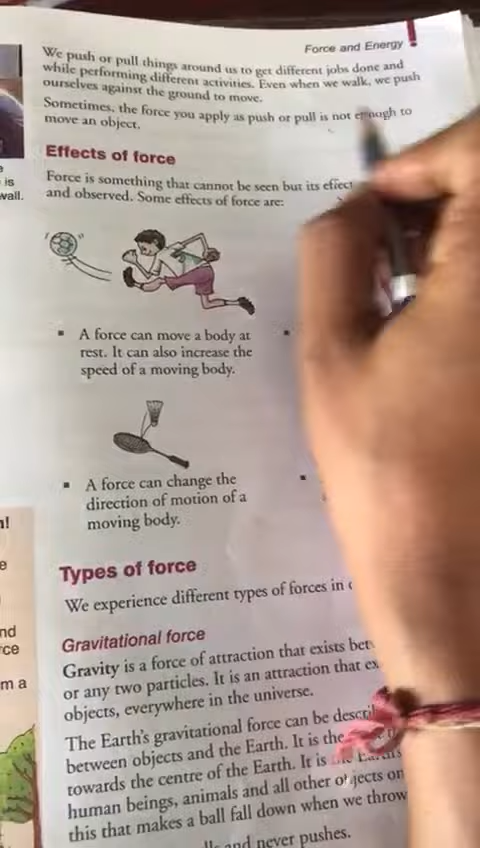 Force and Energy
We push or pull things around us to get different jobs done and
while performing different activities. Even when we walk, we push
ourselves against the ground to move.
Sometimes, the force you apply as push or pull is not enough to
move an object.
Effects of force
Force is something that cannot be seen but its effect
and observed. Some effects of force are:
is
wall.
▪ A force can move a body at
rest. It can also increase the
speed of a moving body.
▪ A force can change the
direction of motion of a
moving body.
Types of force
We experience different types of forces in
Gravitational force
Gravity is a force of attraction that exists
or any two particles. It is an attraction that
objects, everywhere in the universe.
The Earth's gravitational force can be
between objects and the Earth. It is the
towards the centre of the Earth. It is
human beings, animals and all other objects on
this that makes a ball fall down when we throw
and never pushes.
m a